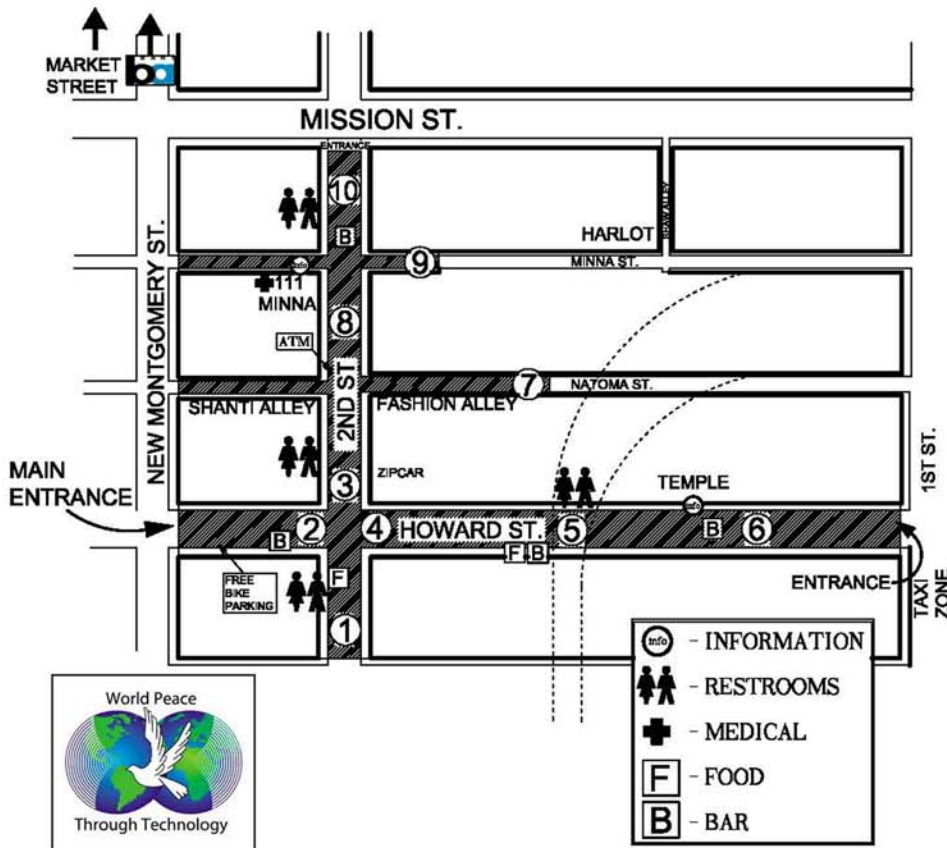 MARKET
STREET
MISSION ST.
ENTRANCE
10
B
HARLOT
SHAW ALLEY
NEW MONTGOMERY ST.
info
9
MINNA ST.
111
MINNA
8
ATM
2ND ST.
7
NATOMA ST.
SHANTI ALLEY
FASHION ALLEY
1ST ST.
MAIN
ENTRANCE
3
ZIPCAR
TEMPLE
info
2
4
HOWARD ST.
5
B
6
B
F
B
FREE
BIKE
PARKING
F
ENTRANCE
TAXI
ZONE
1
info - INFORMATION
- RESTROOMS
- MEDICAL
F - FOOD
B - BAR
World Peace
Through Technology